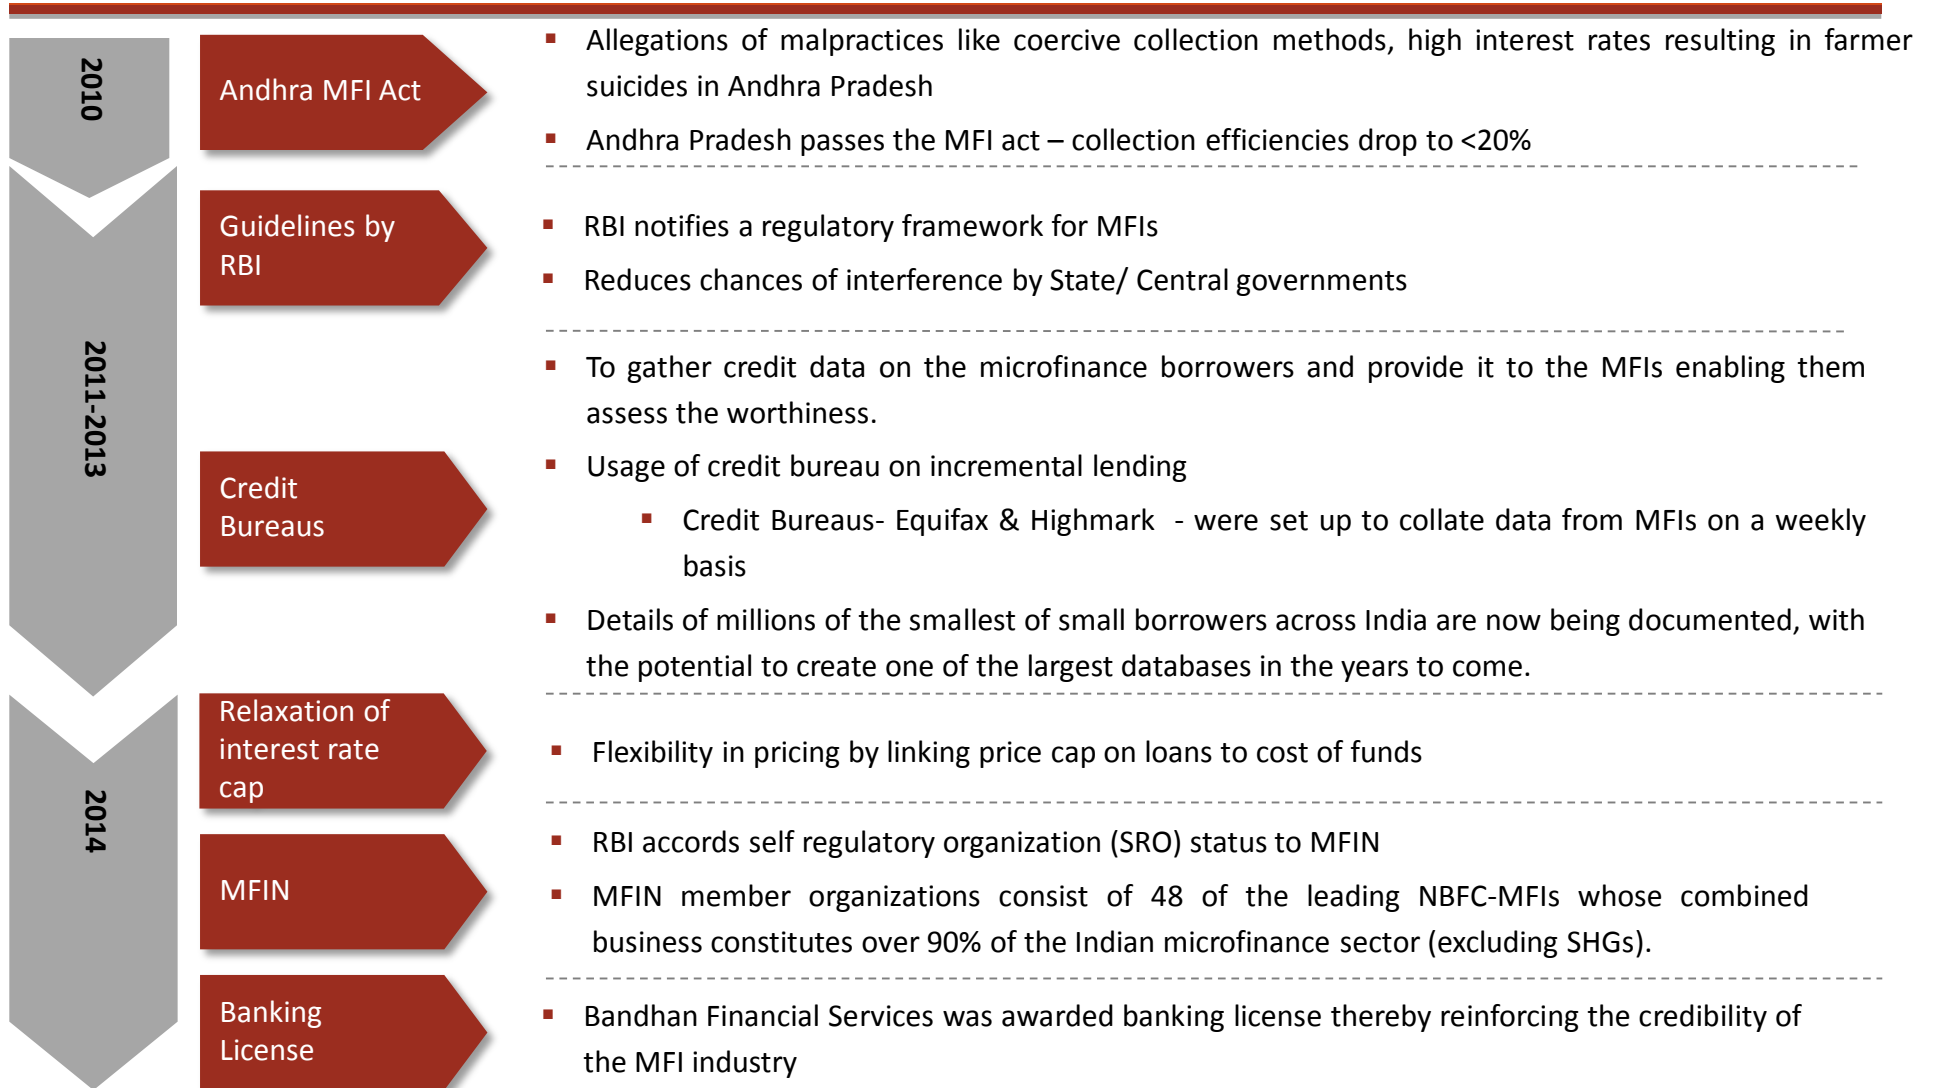 2010
Andhra MFI Act
▪ Allegations of malpractices like coercive collection methods, high interest rates resulting in farmer
suicides in Andhra Pradesh
▪ Andhra Pradesh passes the MFI act – collection efficiencies drop to <20%
2011-2013
Guidelines by
RBI
▪ RBI notifies a regulatory framework for MFIs
▪ Reduces chances of interference by State/ Central governments
Credit
Bureaus
▪ To gather credit data on the microfinance borrowers and provide it to the MFIs enabling them
assess the worthiness.
▪ Usage of credit bureau on incremental lending
▪ Credit Bureaus- Equifax & Highmark - were set up to collate data from MFIs on a weekly
basis
▪ Details of millions of the smallest of small borrowers across India are now being documented, with
the potential to create one of the largest databases in the years to come.
2014
Relaxation of
interest rate
cap
▪ Flexibility in pricing by linking price cap on loans to cost of funds
MFIN
▪ RBI accords self regulatory organization (SRO) status to MFIN
▪ MFIN member organizations consist of 48 of the leading NBFC-MFIs whose combined
business constitutes over 90% of the Indian microfinance sector (excluding SHGs).
Banking
License
▪ Bandhan Financial Services was awarded banking license thereby reinforcing the credibility of
the MFI industry